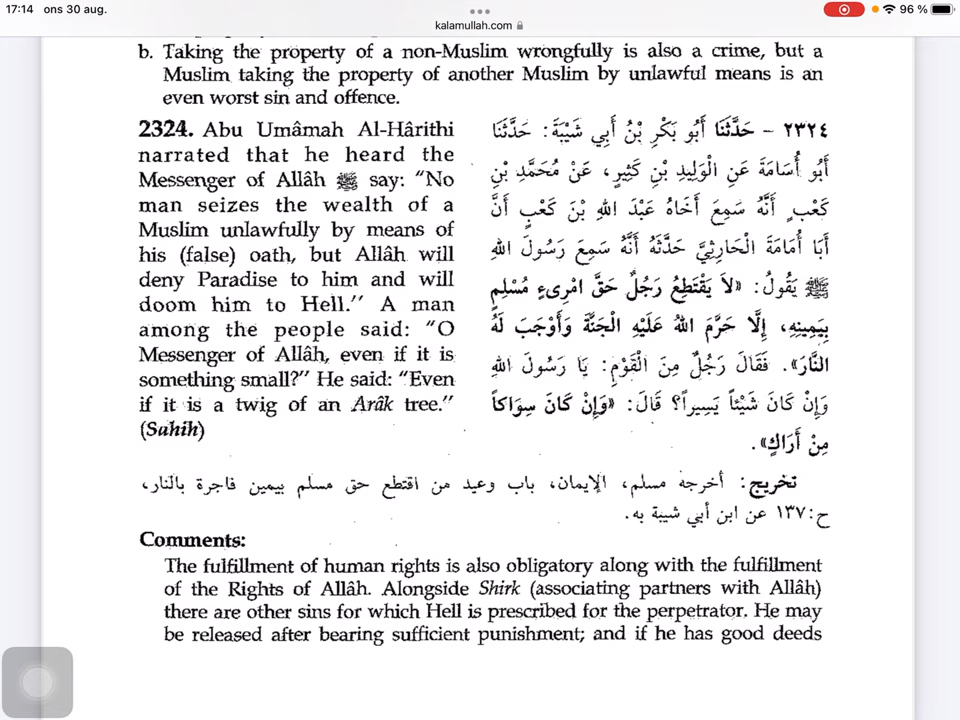 17:14 ons 30 aug.
96 %
kalamullah.com
b. Taking the property of a non-Muslim wrongfully is also a crime, but a
Muslim taking the property of another Muslim by unlawful means is an
even worst sin and offence.
2324. Abu Umâmah Al-Hârithi
narrated that he heard the
Messenger of Allâh ﷺ say: “No
man seizes the wealth of a
Muslim unlawfully by means of
his (false) oath, but Allâh will
deny Paradise to him and will
doom him to Hell.’’ A man
among the people said: “O
Messenger of Allâh, even if it is
something small?” He said: “Even
if it is a twig of an Arâk tree.”
(Sahih)
٢٣٢٤ – حَدَّثَنَا أَبُو بَكْرِ بْنُ أَبِي شَيْبَةَ: حَدَّثَنَا
أَبُو أُسَامَةَ عَنِ الْوَلِيدِ بْنِ كَثِيرٍ، عَنْ مُحَمَّدِ بْنِ
كَعْبٍ أَنَّهُ سَمِعَ أَخَاهُ عَبْدَ اللهِ بْنَ كَعْبٍ أَنَّ
أَبَا أُمَامَةَ الْحَارِثِيَّ حَدَّثَهُ أَنَّهُ سَمِعَ رَسُولَ اللهِ
ﷺ يَقُولُ: «لاَ يَقْتَطِعُ رَجُلٌ حَقَّ امْرِىءٍ مُسْلِمٍ
بِيَمِينِهِ، إِلَّا حَرَّمَ اللهُ عَلَيْهِ الْجَنَّةَ وَأَوْجَبَ لَهُ
النَّارَ». فَقَالَ رَجُلٌ مِنَ الْقَوْمِ: يَا رَسُولَ اللهِ
وَإِنْ كَانَ شَيْئاً يَسِيراً؟ قَالَ: «وَإِنْ كَانَ سِوَاكاً
مِنْ أَرَاكٍ».
تخريج: أخرجه مسلم، الإيمان، باب وعيد من اقتطع حق مسلم بيمين فاجرة بالنار،
ح:١٣٧ عن ابن أبي شيبة به.
Comments:
The fulfillment of human rights is also obligatory along with the fulfillment
of the Rights of Allâh. Alongside Shirk (associating partners with Allâh)
there are other sins for which Hell is prescribed for the perpetrator. He may
be released after bearing sufficient punishment; and if he has good deeds